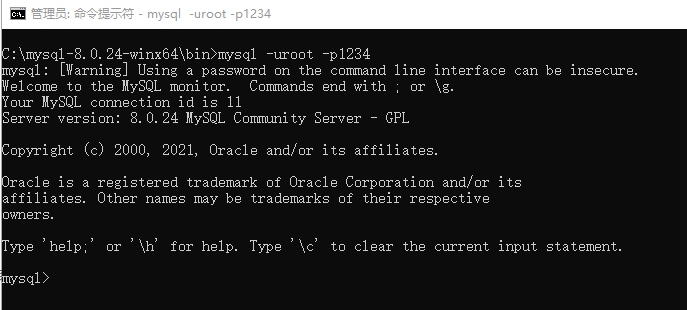 管理员: 命令提示符 - mysql  -uroot -p1234
C:\mysql-8.0.24-winx64\bin>mysql -uroot -p1234
mysql: [Warning] Using a password on the command line interface can be insecure.
Welcome to the MySQL monitor.  Commands end with ; or \g.
Your MySQL connection id is 11
Server version: 8.0.24 MySQL Community Server - GPL
Copyright (c) 2000, 2021, Oracle and/or its affiliates.
Oracle is a registered trademark of Oracle Corporation and/or its
affiliates. Other names may be trademarks of their respective
owners.
Type 'help;' or '\h' for help. Type '\c' to clear the current input statement.
mysql>